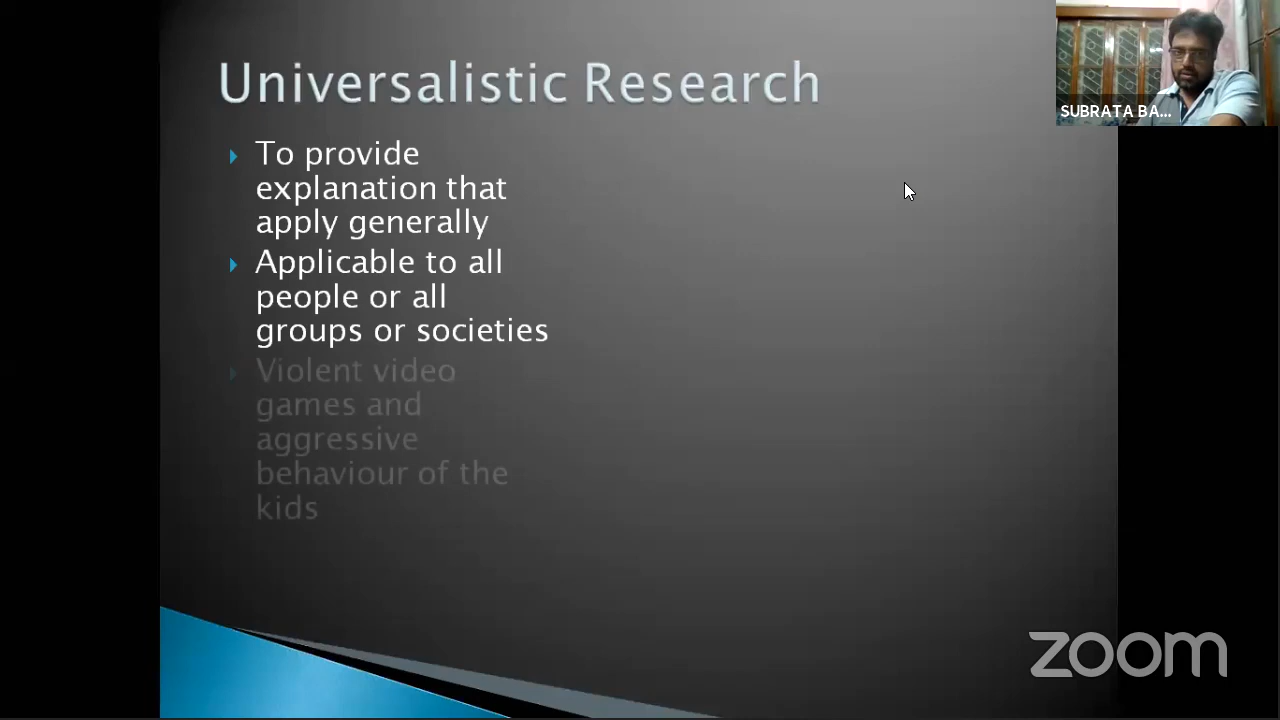 Universalistic Research
To provide
explanation that
apply generally
Applicable to all
people or all
groups or societies
Violent video
games and
aggressive
behaviour of the
kids
SUBRATA BA...
zoom